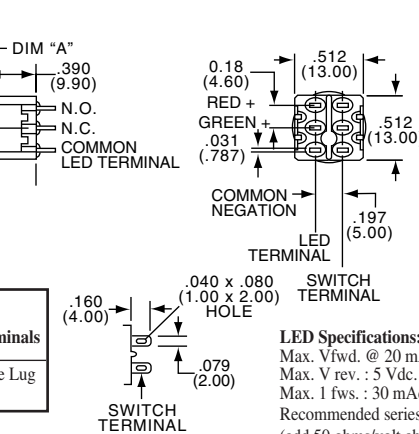 DIM “A”
.390
(9.90)
N.O.
N.C.
COMMON
LED TERMINAL
0.18
(4.60)
RED +
GREEN +
.031
(.787)
COMMON
NEGATION
LED
TERMINAL
.512
(13.00)
.512
(13.00
.197
(5.00)
SWITCH
TERMINAL
.160
(4.00)
.040 x .080
(1.00 x 2.00)
HOLE
.079
(2.00)
SWITCH
TERMINAL
minals
e Lug
LED Specifications:
Max. Vfwd. @ 20 m
Max. V rev. : 5 Vdc.
Max. 1 fws. : 30 mA
Recommended series